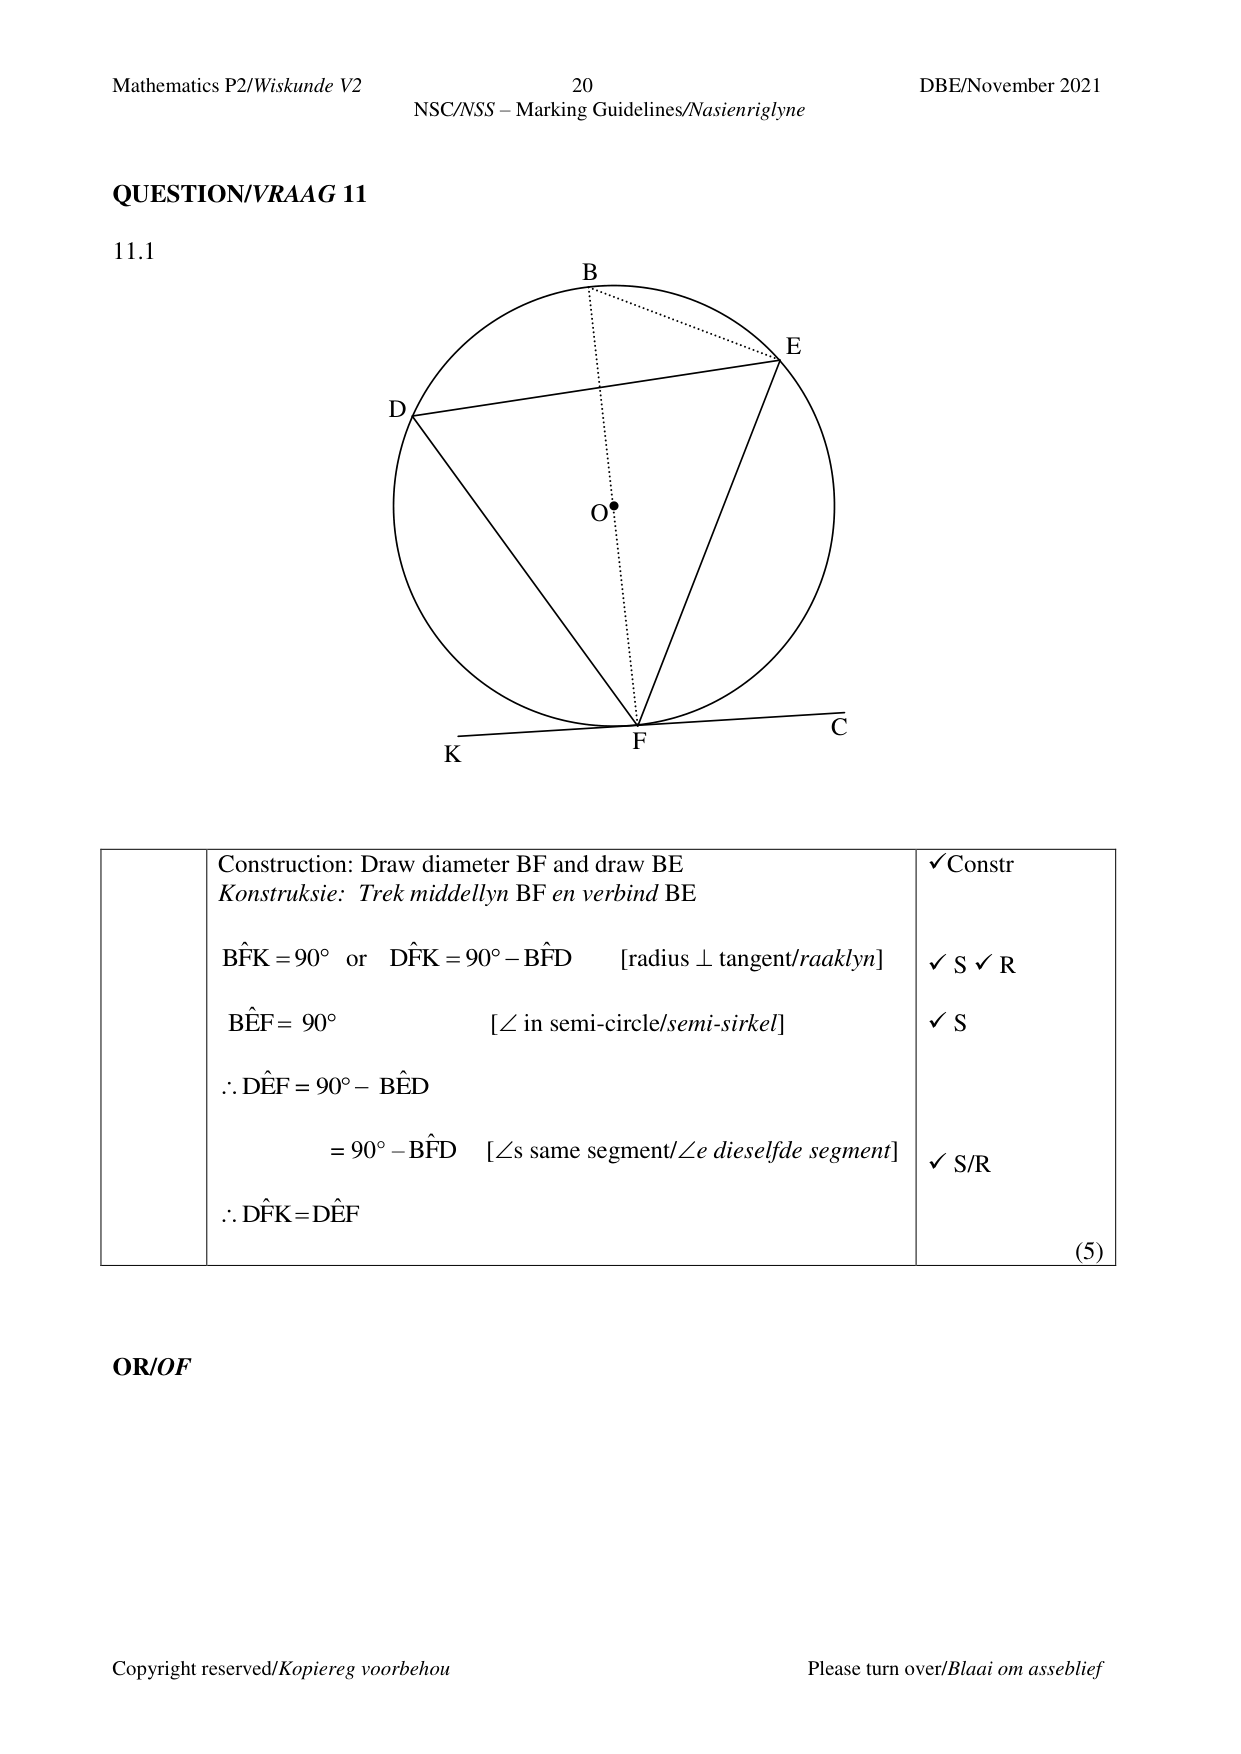 Mathematics P2/Wiskunde V2 20 DBE/November 2021
NSC/NSS – Marking Guidelines/Nasienriglyne
QUESTION/VRAAG 11
11.1
B
E
D
O
C
F
K
Construction: Draw diameter BF and draw BE ✓Constr
Konstruksie: Trek middellyn BF en verbind BE
BF̂K = 90° or DF̂K = 90° – BF̂D [radius ⊥ tangent/raaklyn] ✓ S ✓ R
BÊF = 90° [∠ in semi-circle/semi-sirkel] ✓ S
∴ DÊF = 90° – BÊD
= 90° – BF̂D [∠s same segment/∠e dieselfde segment] ✓ S/R
∴ DF̂K = DÊF
(5)
OR/OF
Copyright reserved/Kopiereg voorbehou Please turn over/Blaai om asseblief